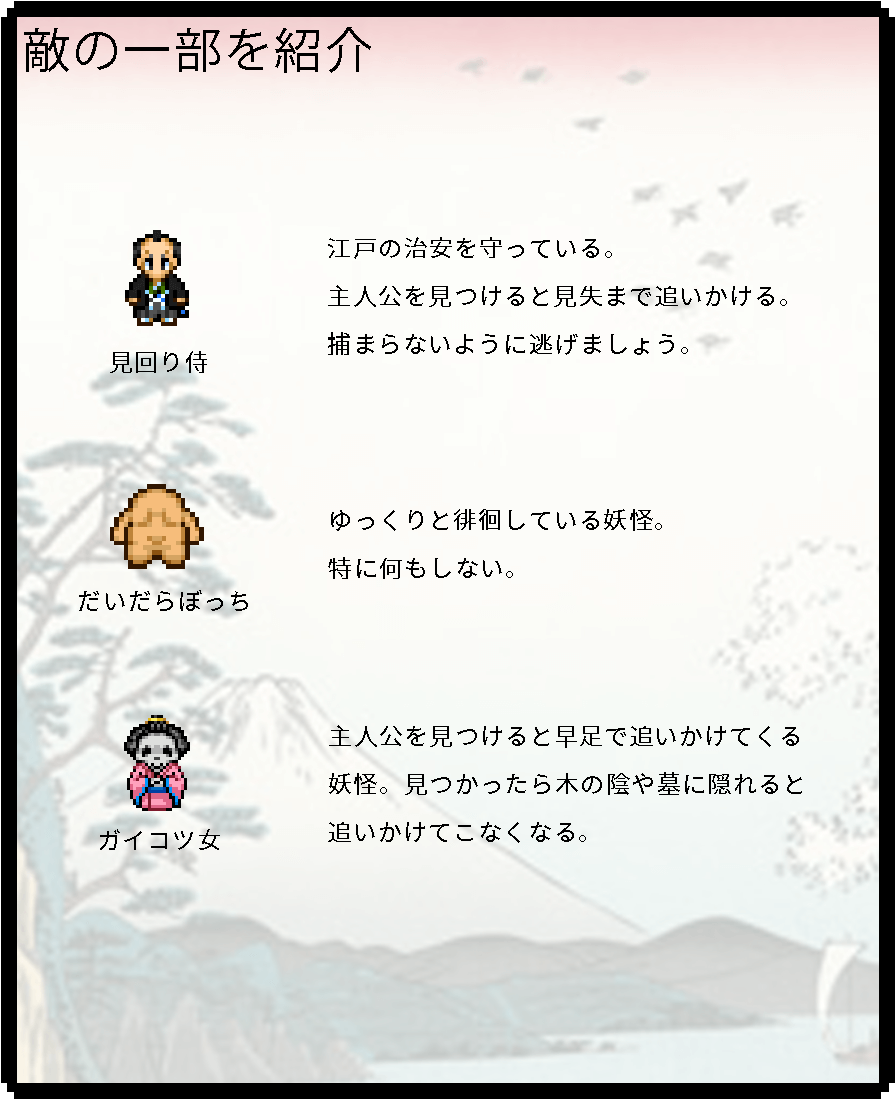 敵の一部を紹介
江戸の治安を守っている。
主人公を見つけると見失まで追いかける。
捕まらないように逃げましょう。
見回り侍
ゆっくりと徘徊している妖怪。
特に何もしない。
だいだらぼっち
主人公を見つけると早足で追いかけてくる
妖怪。見つかったら木の陰や墓に隠れると
追いかけてこなくなる。
ガイコツ女